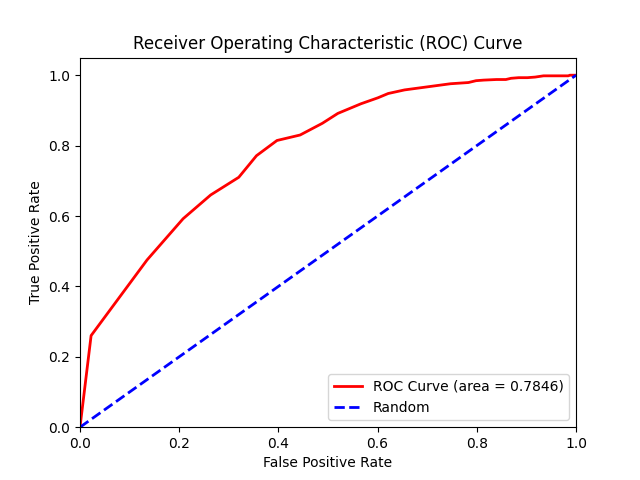 Receiver Operating Characteristic (ROC) Curve
1.0
0.8
0.6
0.4
0.2
0.0
True Positive Rate
ROC Curve (area = 0.7846)
Random
0.0 0.2 0.4 0.6 0.8 1.0
False Positive Rate